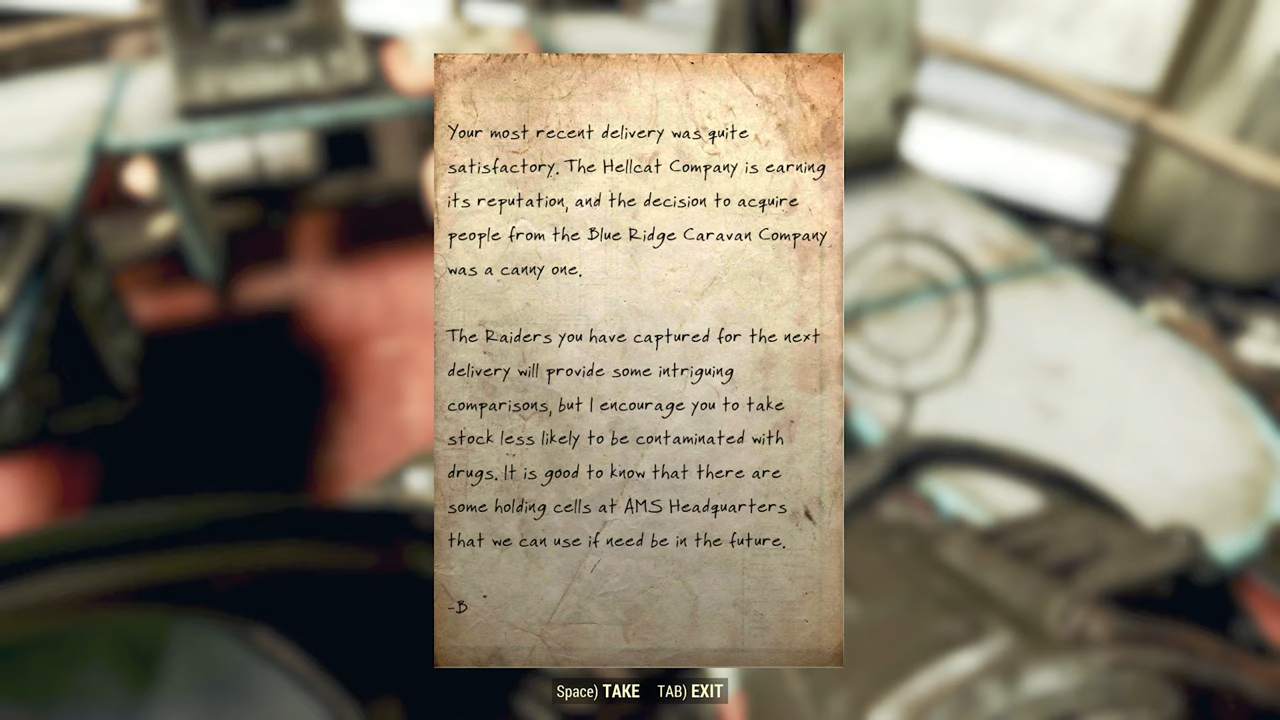 Your most recent delivery was quite
satisfactory. The Hellcat Company is earning
its reputation, and the decision to acquire
people from the Blue Ridge Caravan Company
was a canny one.
The Raiders you have captured for the next
delivery will provide some intriguing
comparisons, but I encourage you to take
stock less likely to be contaminated with
drugs. It is good to know that there are
some holding cells at AMS Headquarters
that we can use if need be in the future.
-B
Space) TAKE TAB) EXIT